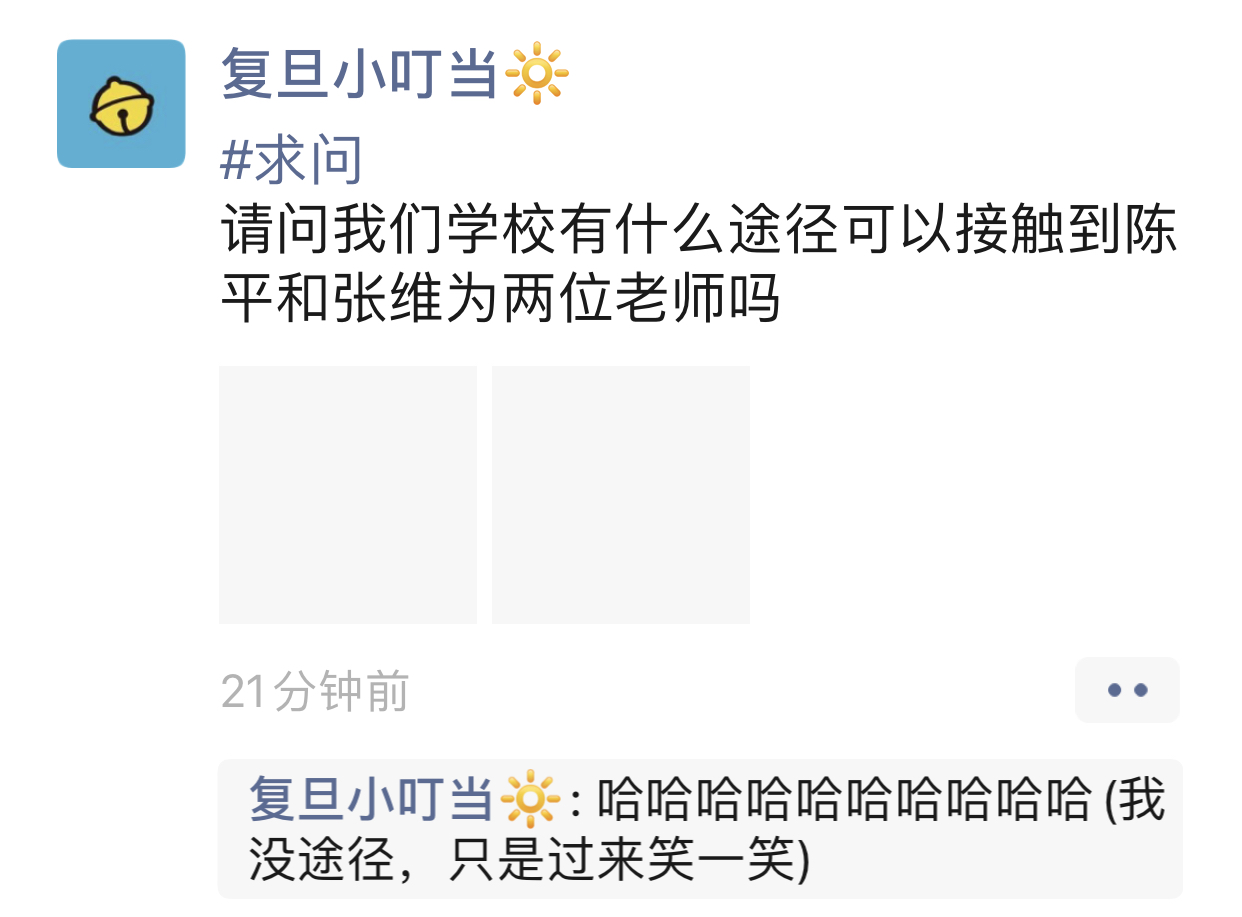 复旦小叮当🔆
#求问
请问我们学校有什么途径可以接触到陈
平和张维为两位老师吗
21分钟前
复旦小叮当🔆: 哈哈哈哈哈哈哈哈哈哈 (我
没途径，只是过来笑一笑)